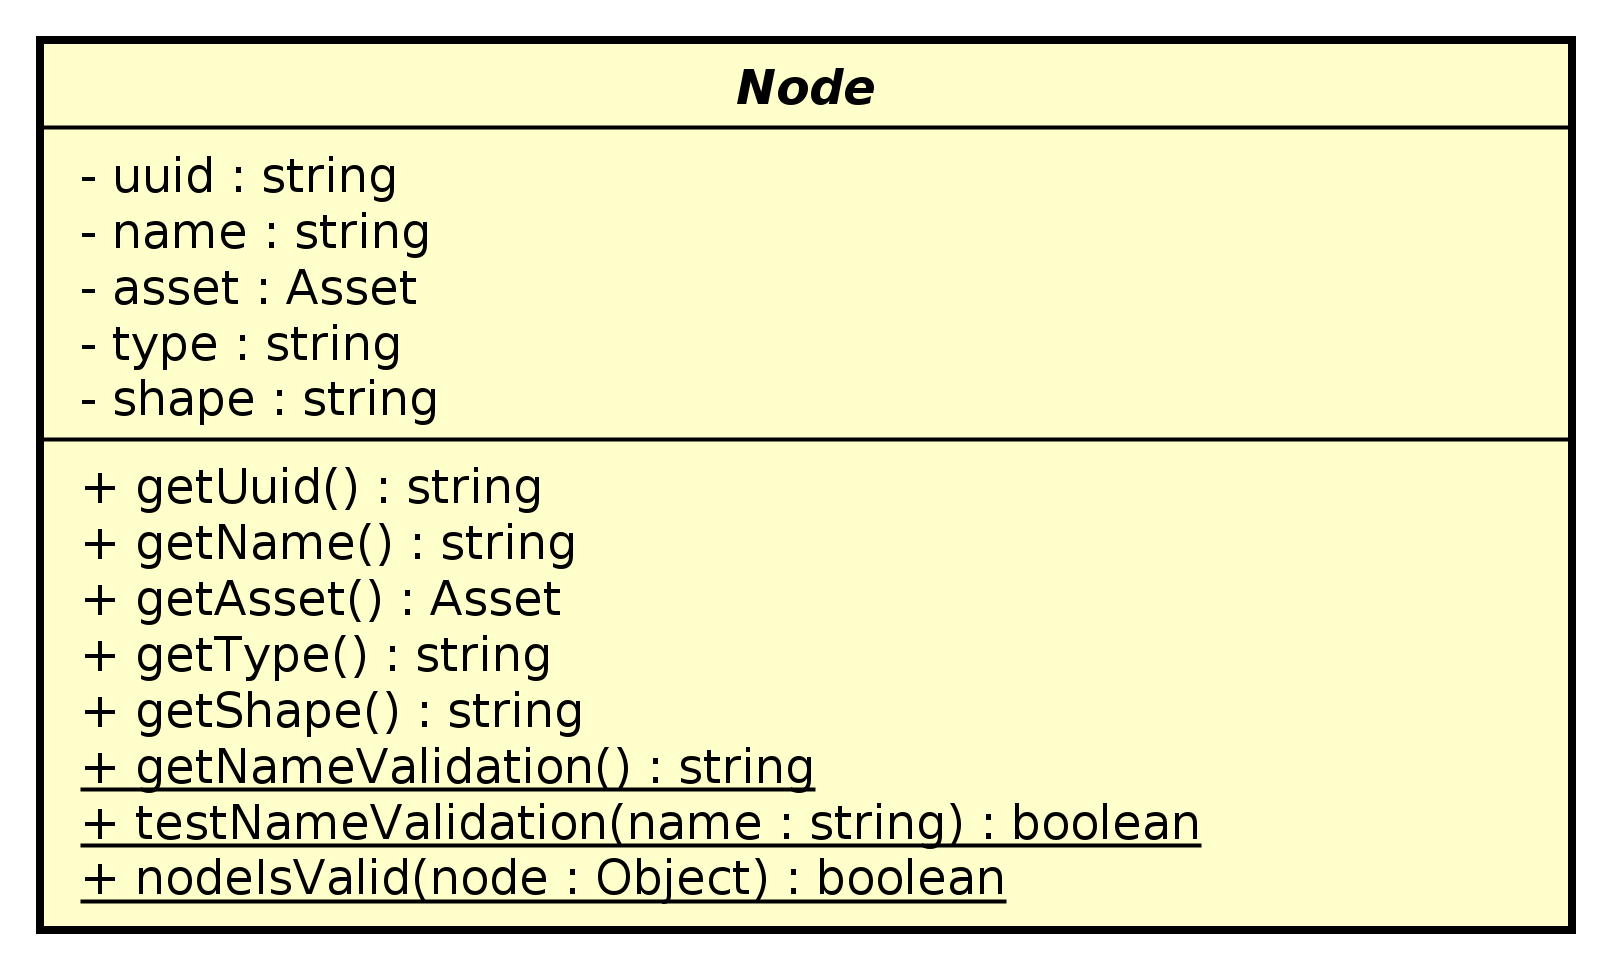 Node
- uuid : string
- name : string
- asset : Asset
- type : string
- shape : string
+ getUuid() : string
+ getName() : string
+ getAsset() : Asset
+ getType() : string
+ getShape() : string
+ getNameValidation() : string
+ testNameValidation(name : string) : boolean
+ nodeIsValid(node : Object) : boolean